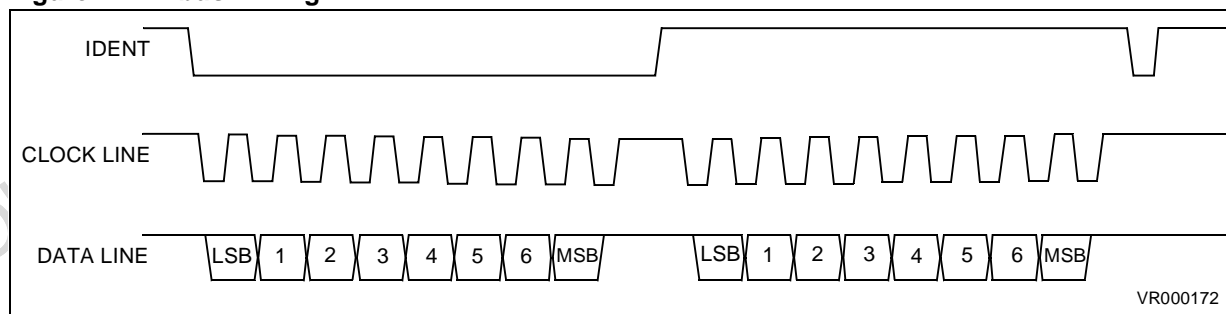 IDENT
CLOCK LINE
DATA LINE LSB 1 2 3 4 5 6 MSB LSB 1 2 3 4 5 6 MSB
VR000172